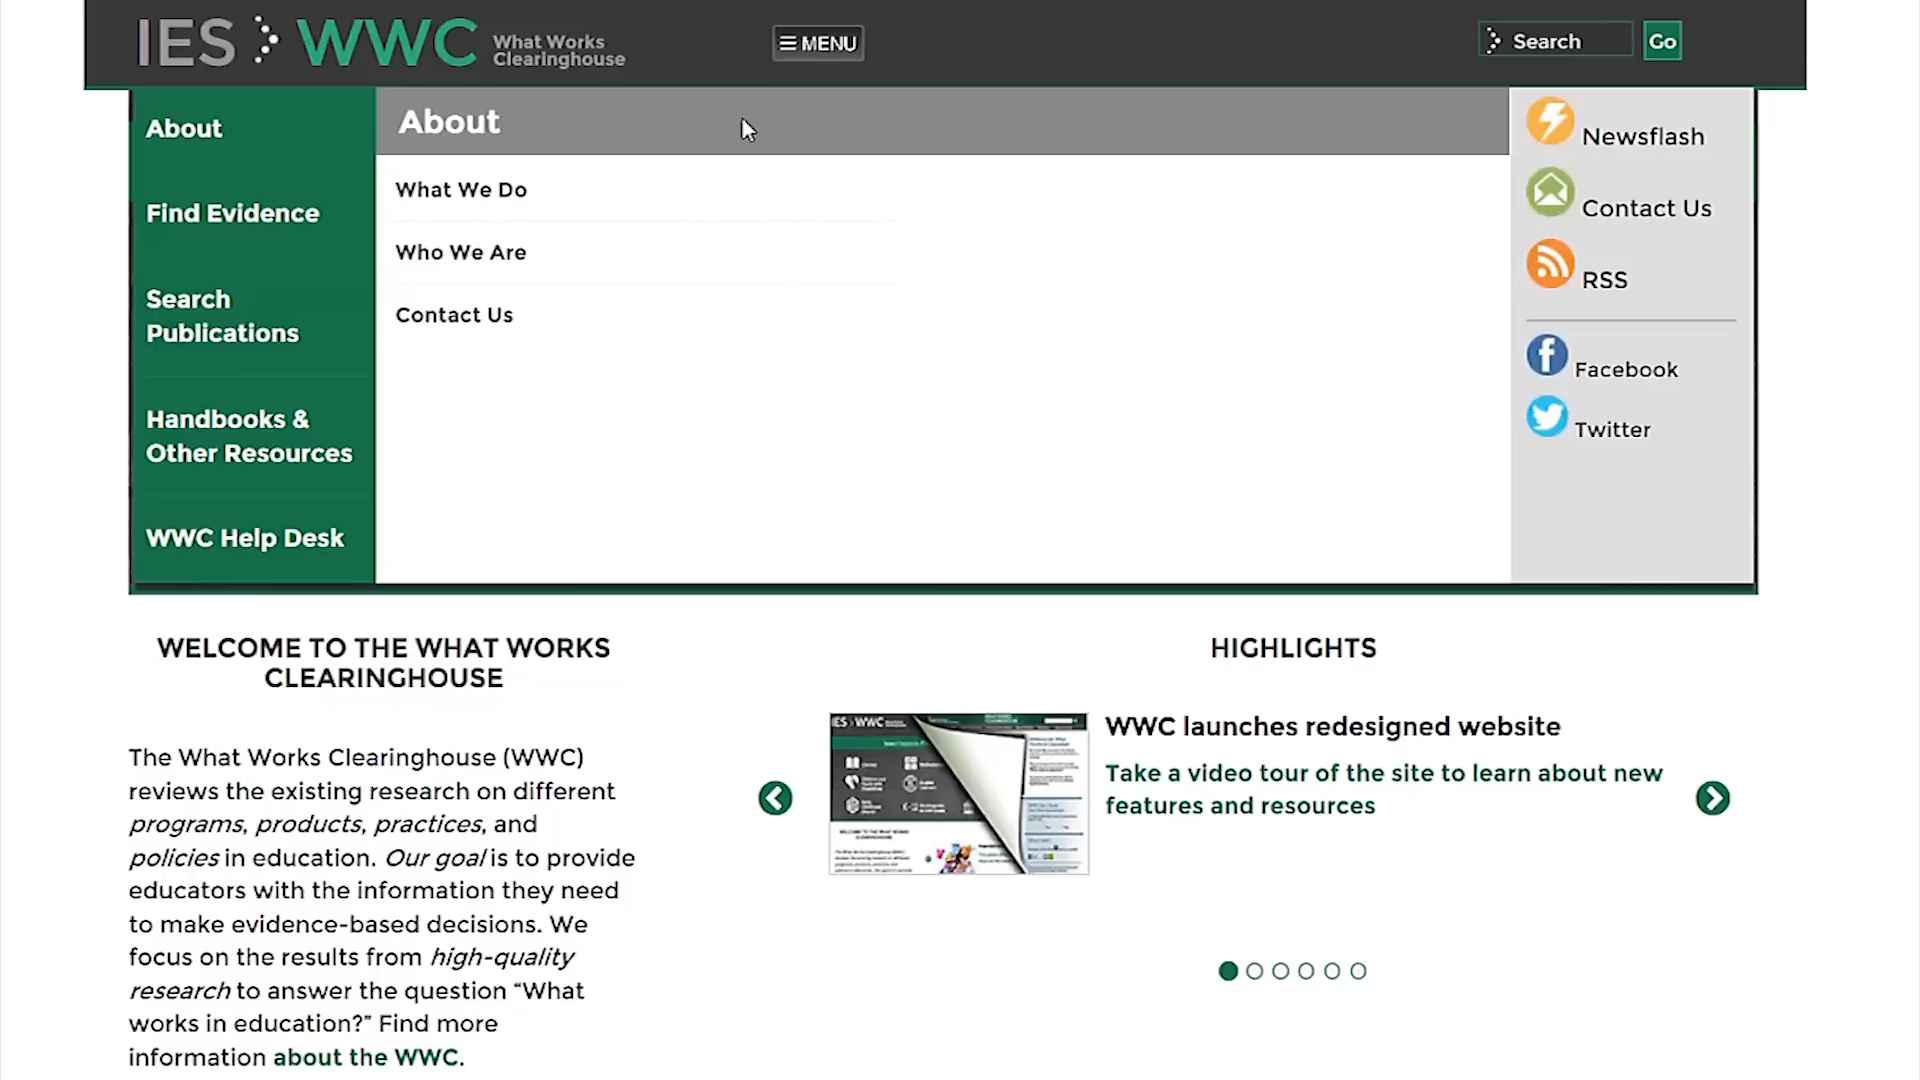 IES WWC What Works
Clearinghouse
MENU
Search
Go
About
Find Evidence
Search
Publications
Handbooks &
Other Resources
WWC Help Desk
About
What We Do
Who We Are
Contact Us
Newsflash
Contact Us
RSS
Facebook
Twitter
WELCOME TO THE WHAT WORKS
CLEARINGHOUSE
The What Works Clearinghouse (WWC)
reviews the existing research on different
programs, products, practices, and
policies in education. Our goal is to provide
educators with the information they need
to make evidence-based decisions. We
focus on the results from high-quality
research to answer the question “What
works in education?” Find more
information about the WWC.
HIGHLIGHTS
IES WWC
WWC launches redesigned website
Take a video tour of the site to learn about new
features and resources